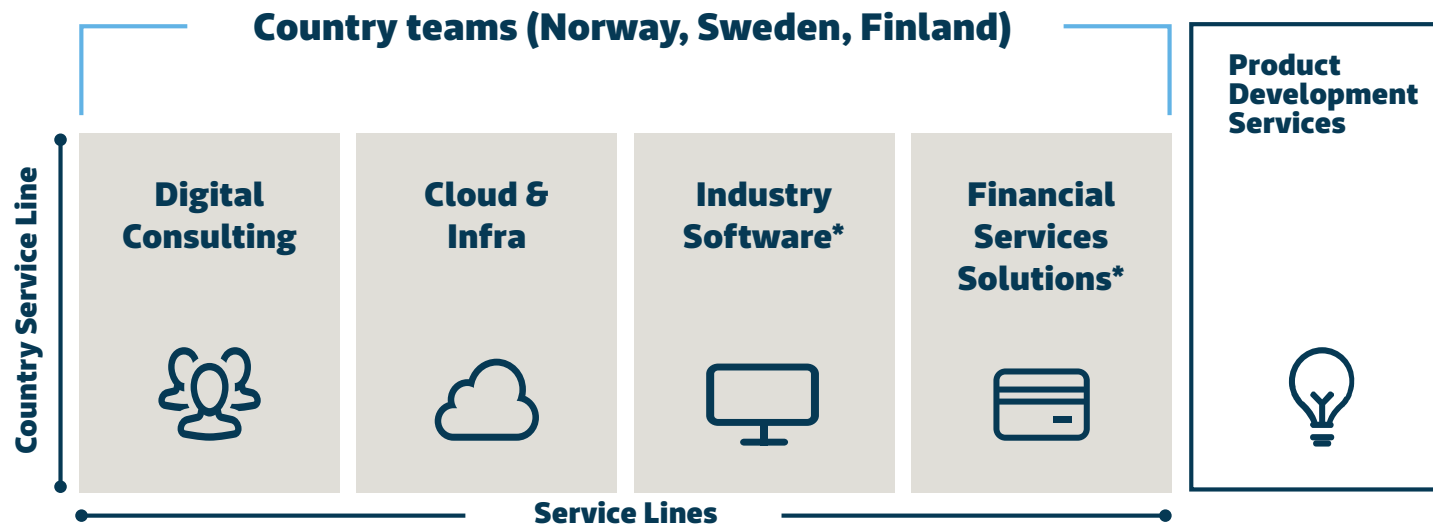 Country teams (Norway, Sweden, Finland)
Product
Development
Services
Country Service Line
Digital
Consulting
Cloud &
Infra
Industry
Software*
Financial
Services
Solutions*
Service Lines